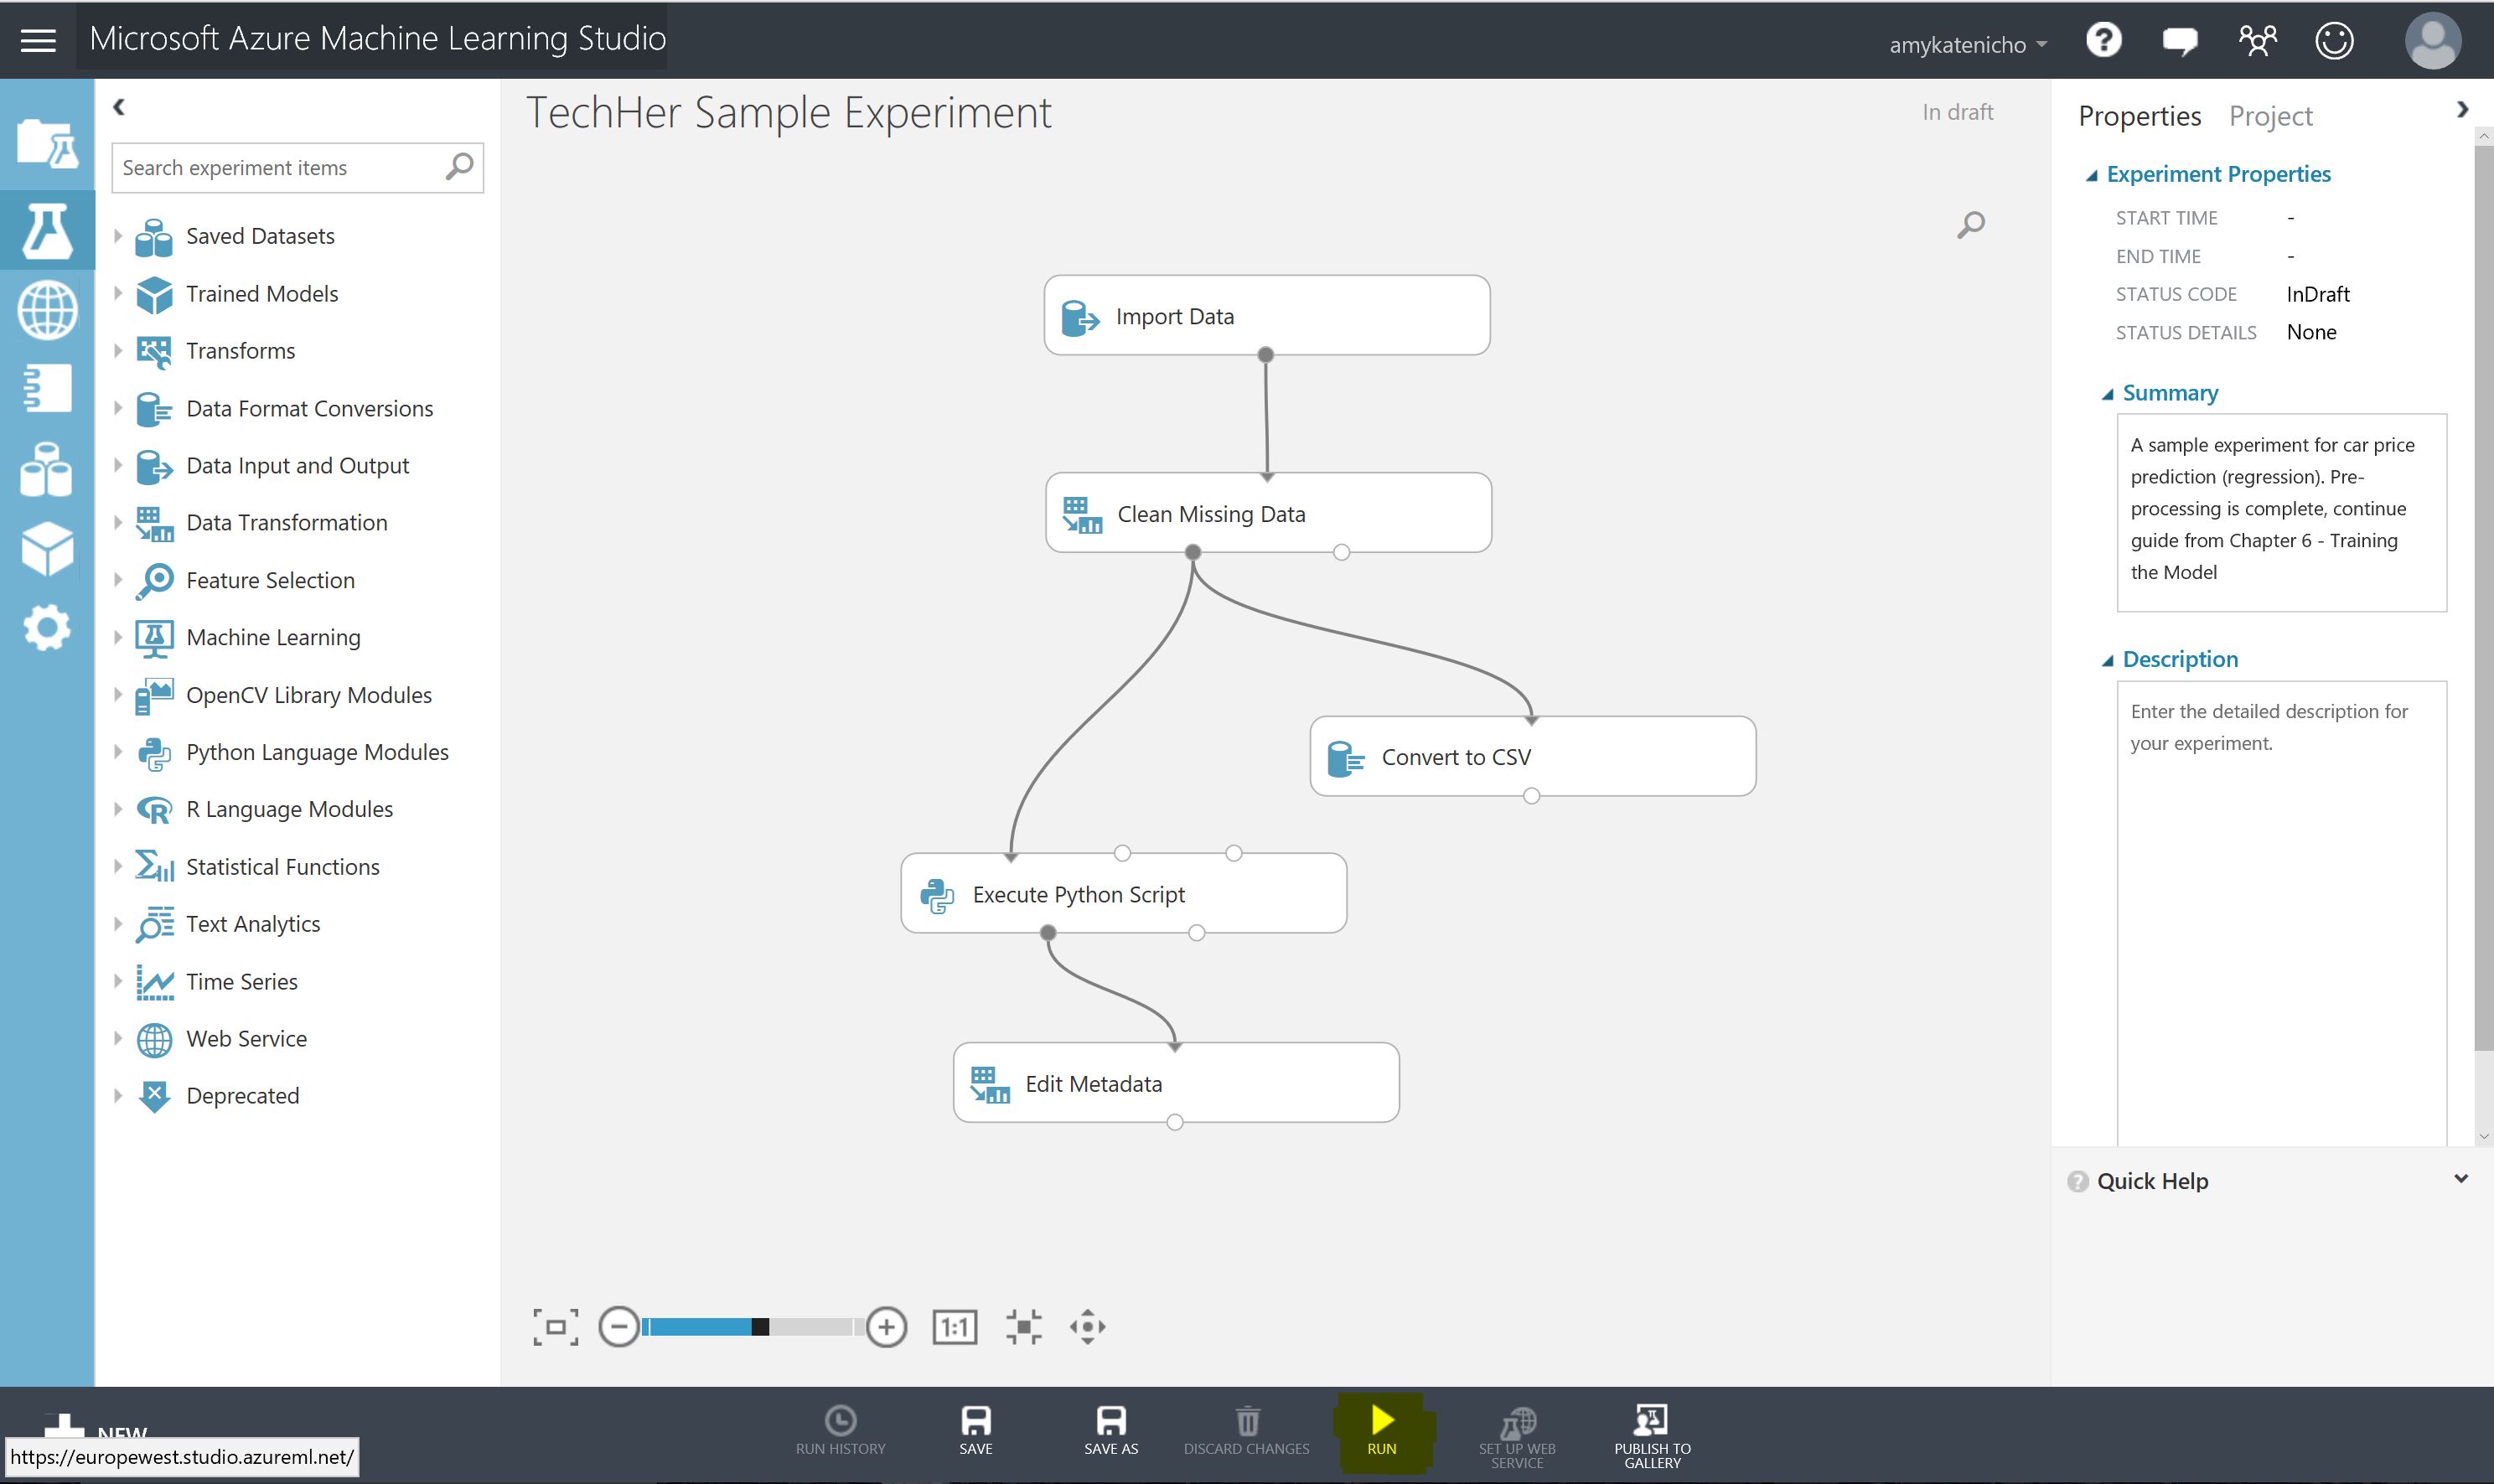 Microsoft Azure Machine Learning Studio
amykatenicho
Search experiment items
Saved Datasets
Trained Models
Transforms
Data Format Conversions
Data Input and Output
Data Transformation
Feature Selection
Machine Learning
OpenCV Library Modules
Python Language Modules
R Language Modules
Statistical Functions
Text Analytics
Time Series
Web Service
Deprecated
TechHer Sample Experiment
In draft
Import Data
Clean Missing Data
Convert to CSV
Execute Python Script
Edit Metadata
1:1
Properties Project
Experiment Properties
START TIME -
END TIME -
STATUS CODE InDraft
STATUS DETAILS None
Summary
A sample experiment for car price
prediction (regression). Pre-
processing is complete, continue
guide from Chapter 6 - Training
the Model
Description
Enter the detailed description for
your experiment.
Quick Help
NEW
https://europewest.studio.azureml.net/
RUN HISTORY
SAVE
SAVE AS
DISCARD CHANGES
RUN
SET UP WEB
SERVICE
PUBLISH TO
GALLERY